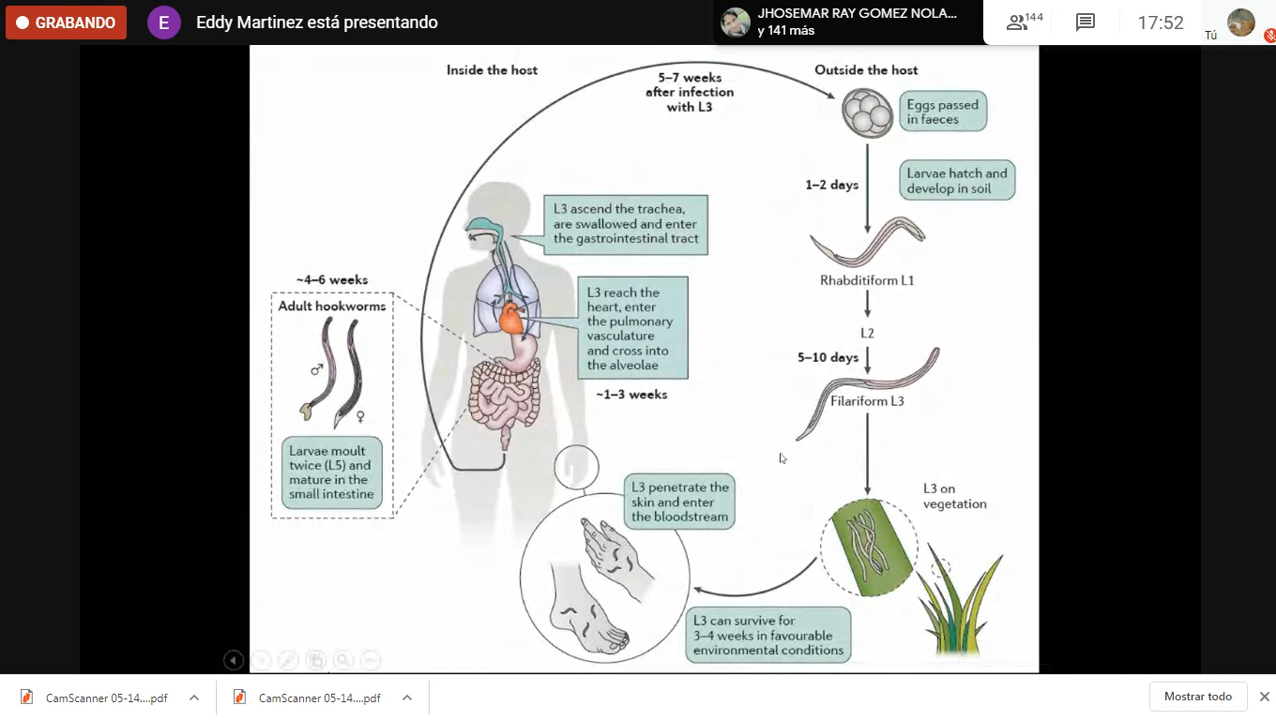 GRABANDO
E
Eddy Martinez está presentando
JHOSEMAR RAY GOMEZ NOLA...
y 141 más
144
17:52
Tú
Inside the host
5–7 weeks
after infection
with L3
Outside the host
Eggs passed
in faeces
1–2 days
Larvae hatch and
develop in soil
L3 ascend the trachea,
are swallowed and enter
the gastrointestinal tract
Rhabditiform L1
~4–6 weeks
Adult hookworms
L3 reach the
heart, enter
the pulmonary
vasculature
and cross into
the alveolae
L2
5–10 days
♂
♀
~1–3 weeks
Filariform L3
Larvae moult
twice (L5) and
mature in the
small intestine
L3 penetrate the
skin and enter
the bloodstream
L3 on
vegetation
L3 can survive for
3–4 weeks in favourable
environmental conditions
CamScanner 05-14....pdf
CamScanner 05-14....pdf
Mostrar todo